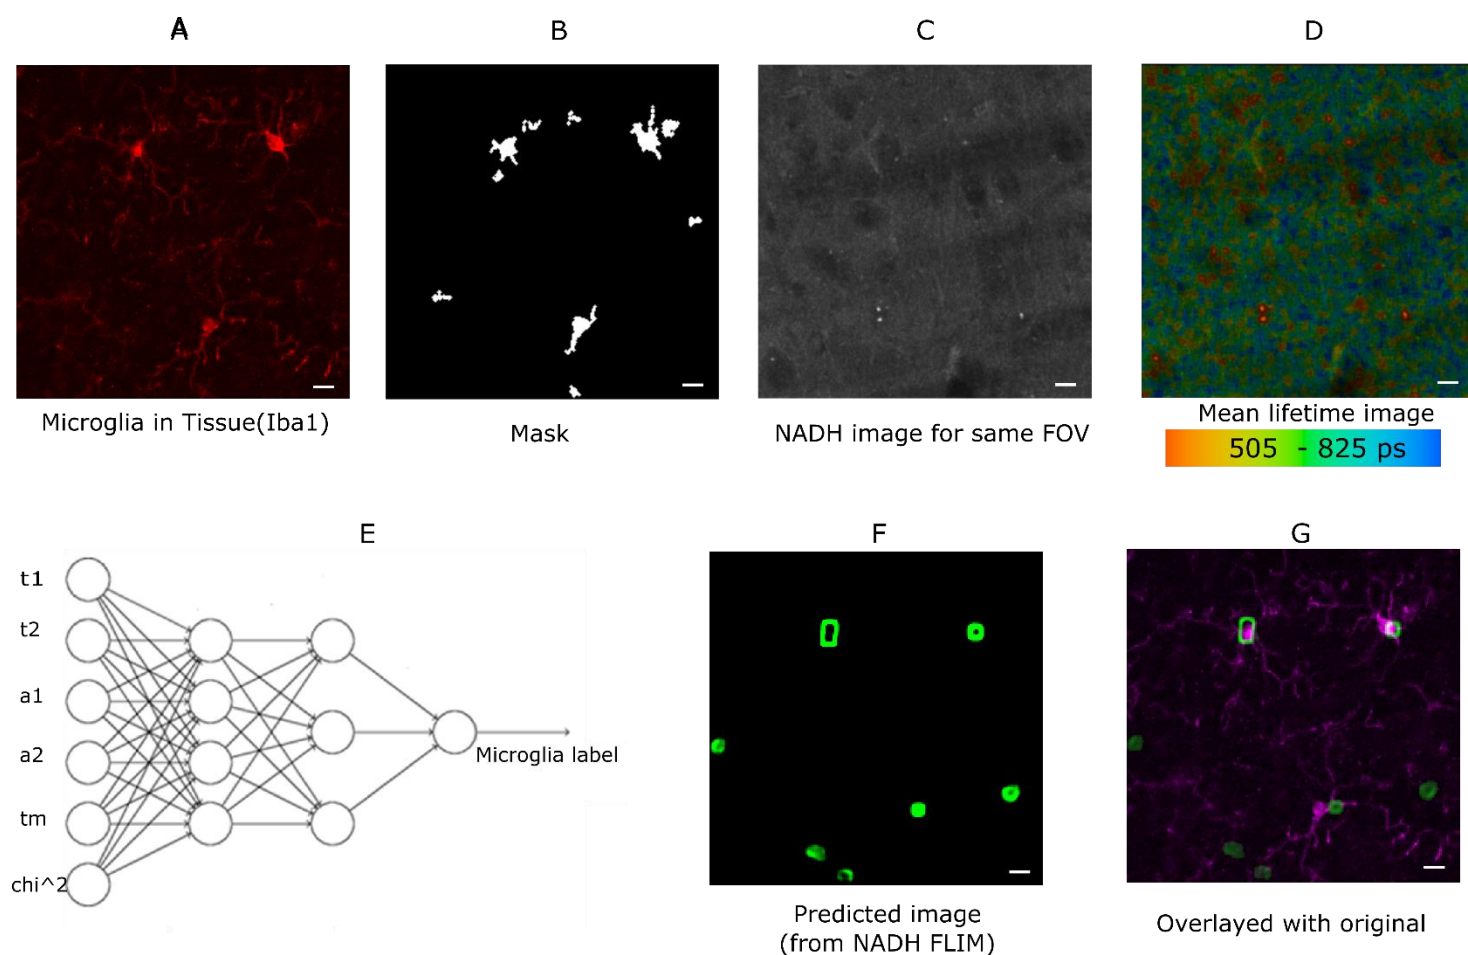 A
B
C
D
Microglia in Tissue(Iba1)
Mask
NADH image for same FOV
Mean lifetime image
505 - 825 ps
E
F
G
t1
t2
a1
a2
tm
chi^2
Microglia label
Predicted image
(from NADH FLIM)
Overlayed with original